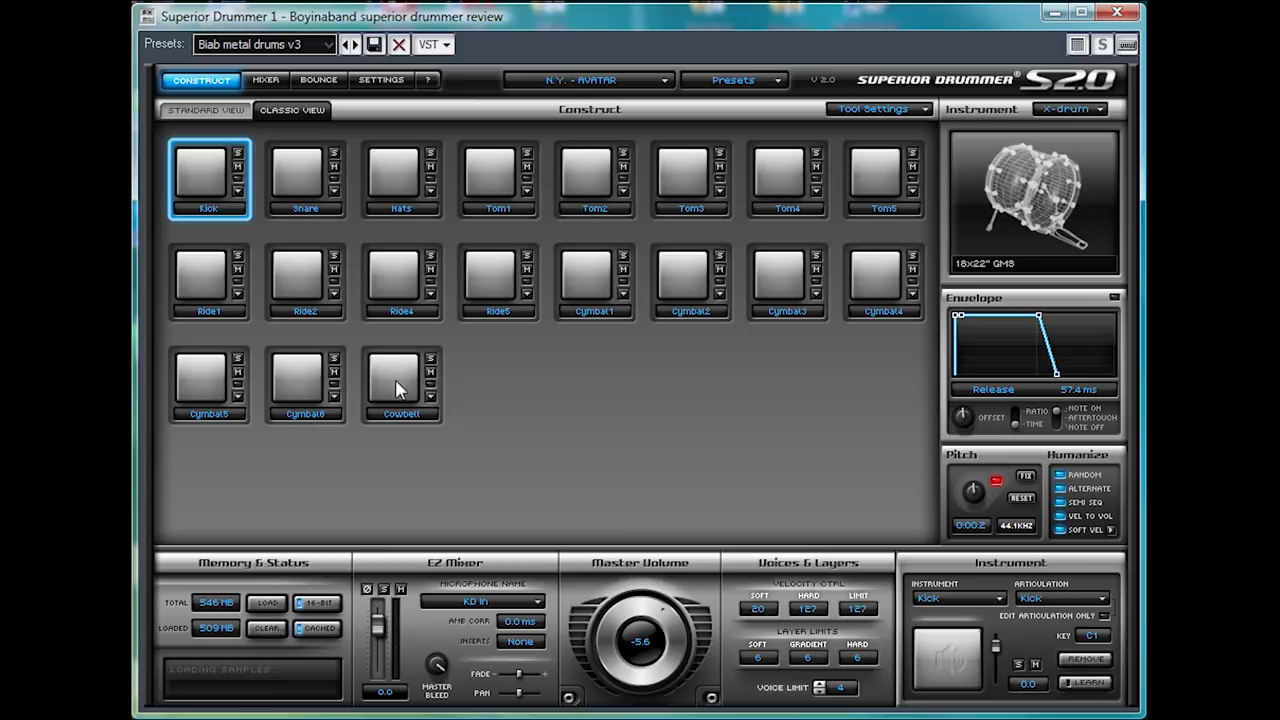 Superior Drummer 1 - Boyinaband superior drummer review
Presets: Biab metal drums v3 VST S
CONSTRUCT MIXER BOUNCE SETTINGS ? N.Y. - AVATAR Presets V 2.0 SUPERIOR DRUMMER® S2.0
STANDARD VIEW CLASSIC VIEW Construct Tool Settings Instrument X-drum
S S S S S S S S
M M M M M M M M
Kick Snare Hats Tom1 Tom2 Tom3 Tom4 Tom5
S S S S S S S S
M M M M M M M M
18x22" GMS
Ride1 Ride2 Ride4 Ride5 Cymbal1 Cymbal2 Cymbal3 Cymbal4
Envelope
S S S
M M M
Cymbal5 Cymbal6 Cowbell
Release 57.4 ms
OFFSET RATIO TIME NOTE ON AFTERTOUCH NOTE OFF
Pitch Humanize
FIX RANDOM
RESET ALTERNATE
SEMI SEQ
VEL TO VOL
0:00.2 44.1KHZ SOFT VEL
Memory & Status EZ Mixer Master Volume Voices & Layers Instrument
TOTAL 546 MB LOAD 16-BIT
LOADED 509 MB CLEAR CACHED
LOADING SAMPLES...
Ø S M MICROPHONE NAME
KD In
AMB CORR 0.0 ms
INSERTS None
FADE - +
MASTER BLEED PAN
0.0
-5.6
VELOCITY CTRL
SOFT HARD LIMIT
20 127 127
LAYER LIMITS
SOFT GRADIENT HARD
6 6 6
VOICE LIMIT 4
INSTRUMENT ARTICULATION
Kick Kick
EDIT ARTICULATION ONLY
KEY C1
S M REMOVE
0.0 LEARN